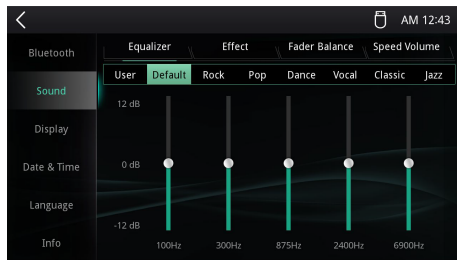 AM 12:43
Bluetooth
Sound
Display
Date & Time
Language
Info
Equalizer Effect Fader Balance Speed Volume
User Default Rock Pop Dance Vocal Classic Jazz
12 dB
0 dB
-12 dB
100Hz 300Hz 875Hz 2400Hz 6900Hz